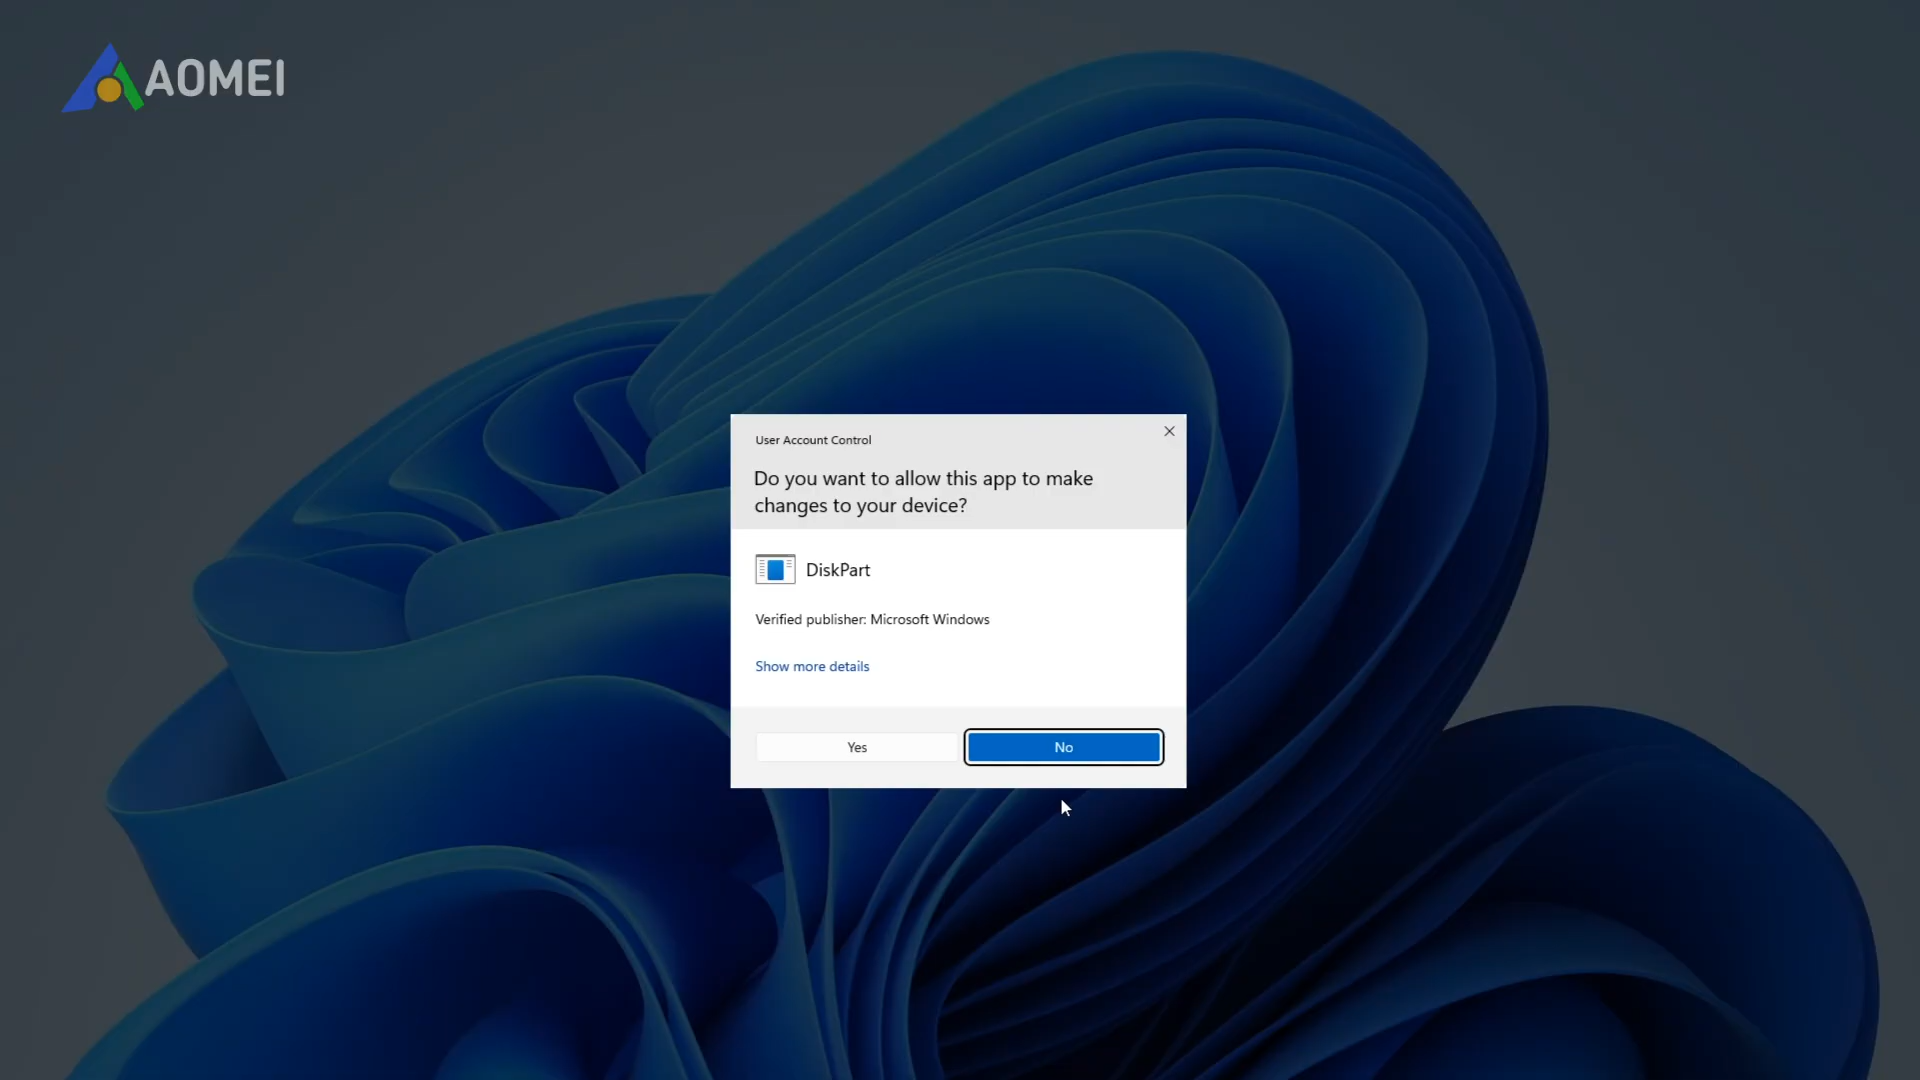 AOMEI
User Account Control
Do you want to allow this app to make
changes to your device?
DiskPart
Verified publisher: Microsoft Windows
Show more details
Yes
No